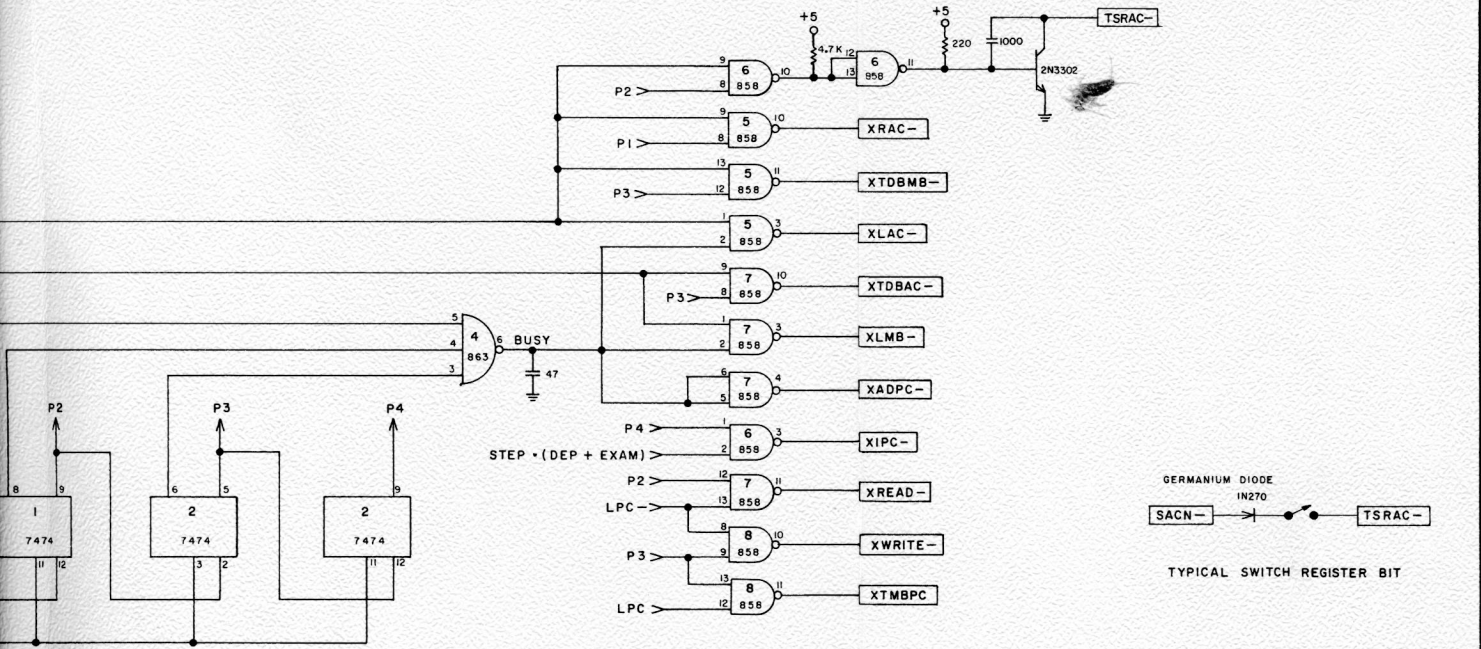 +5
+5
TSRAC-
4.7K
220
1000
9
8
6
858
10
12
13
6
858
11
2N3302
P2
9
8
5
858
10
XRAC-
P1
13
12
5
858
11
XTDBMB-
P3
1
2
5
858
3
XLAC-
9
8
7
858
10
XTDBAC-
P3
5
4
3
4
863
6
BUSY
47
1
2
7
858
3
XLMB-
6
5
7
858
4
XADPC-
P2
P3
P4
P4
1
2
6
858
3
XIPC-
STEP • (DEP + EXAM)
P2
12
13
7
858
11
XREAD-
LPC-
8
9
8
858
10
XWRITE-
P3
13
12
8
858
11
XTMBPC
LPC
8
9
1
7474
11
12
6
5
2
7474
3
2
9
2
7474
11
12
GERMANIUM DIODE
1N270
SACN-
TSRAC-
TYPICAL SWITCH REGISTER BIT